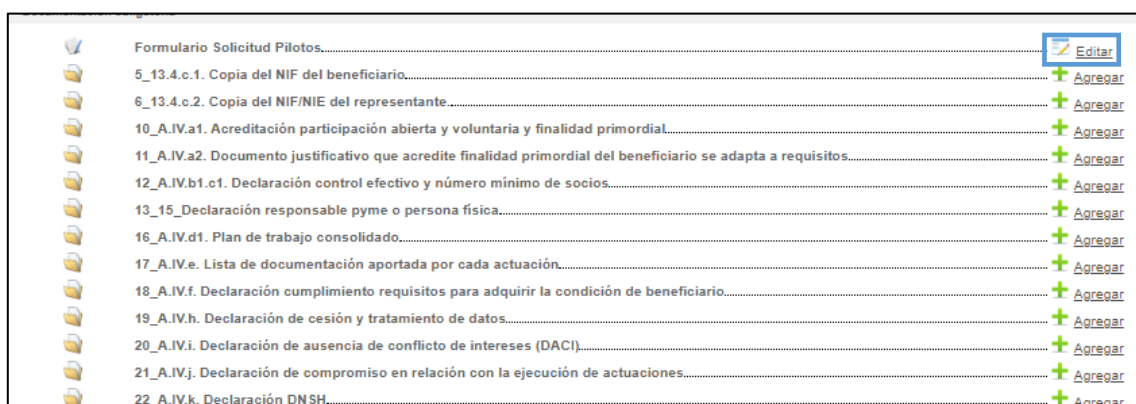 Formulario Solicitud Pilotos Editar
5_13.4.c.1. Copia del NIF del beneficiario Agregar
6_13.4.c.2. Copia del NIF/NIE del representante Agregar
10_A.IV.a1. Acreditación participación abierta y voluntaria y finalidad primordial Agregar
11_A.IV.a2. Documento justificativo que acredite finalidad primordial del beneficiario se adapta a requisitos Agregar
12_A.IV.b1.c1. Declaración control efectivo y número mínimo de socios Agregar
13_15_Declaración responsable pyme o persona física Agregar
16_A.IV.d1. Plan de trabajo consolidado Agregar
17_A.IV.e. Lista de documentación aportada por cada actuación Agregar
18_A.IV.f. Declaración cumplimiento requisitos para adquirir la condición de beneficiario Agregar
19_A.IV.h. Declaración de cesión y tratamiento de datos Agregar
20_A.IV.i. Declaración de ausencia de conflicto de intereses (DACI) Agregar
21_A.IV.j. Declaración de compromiso en relación con la ejecución de actuaciones Agregar
22_A.IV.k. Declaración DNSH Agregar